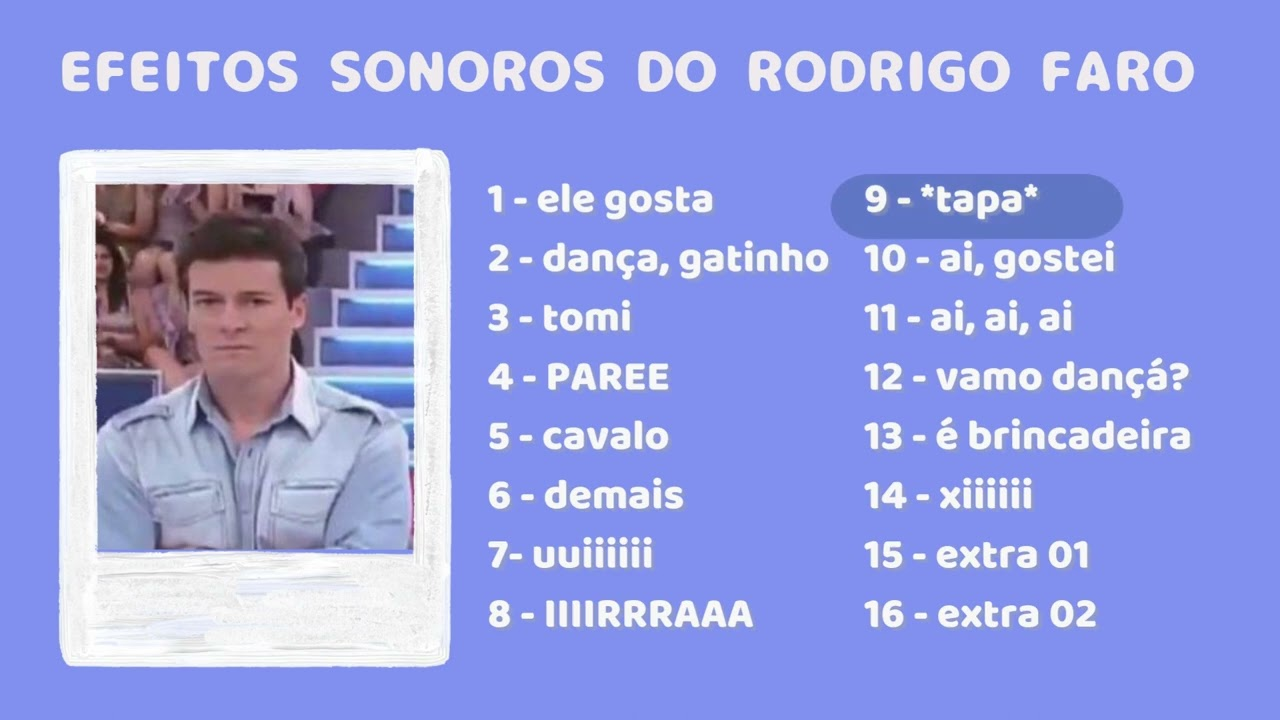 EFEITOS SONOROS DO RODRIGO FARO
1 - ele gosta
2 - dança, gatinho
3 - tomi
4 - PAREE
5 - cavalo
6 - demais
7- uuiiiiii
8 - IIIIRRRAAA
9 - *tapa*
10 - ai, gostei
11 - ai, ai, ai
12 - vamo dançá?
13 - é brincadeira
14 - xiiiiii
15 - extra 01
16 - extra 02